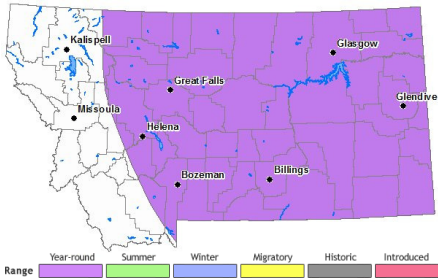 Kalispell
Glasgow
Great Falls
Glendive
Missoula
Helena
Bozeman
Billings
Year-round Summer Winter Migratory Historic Introduced
Range